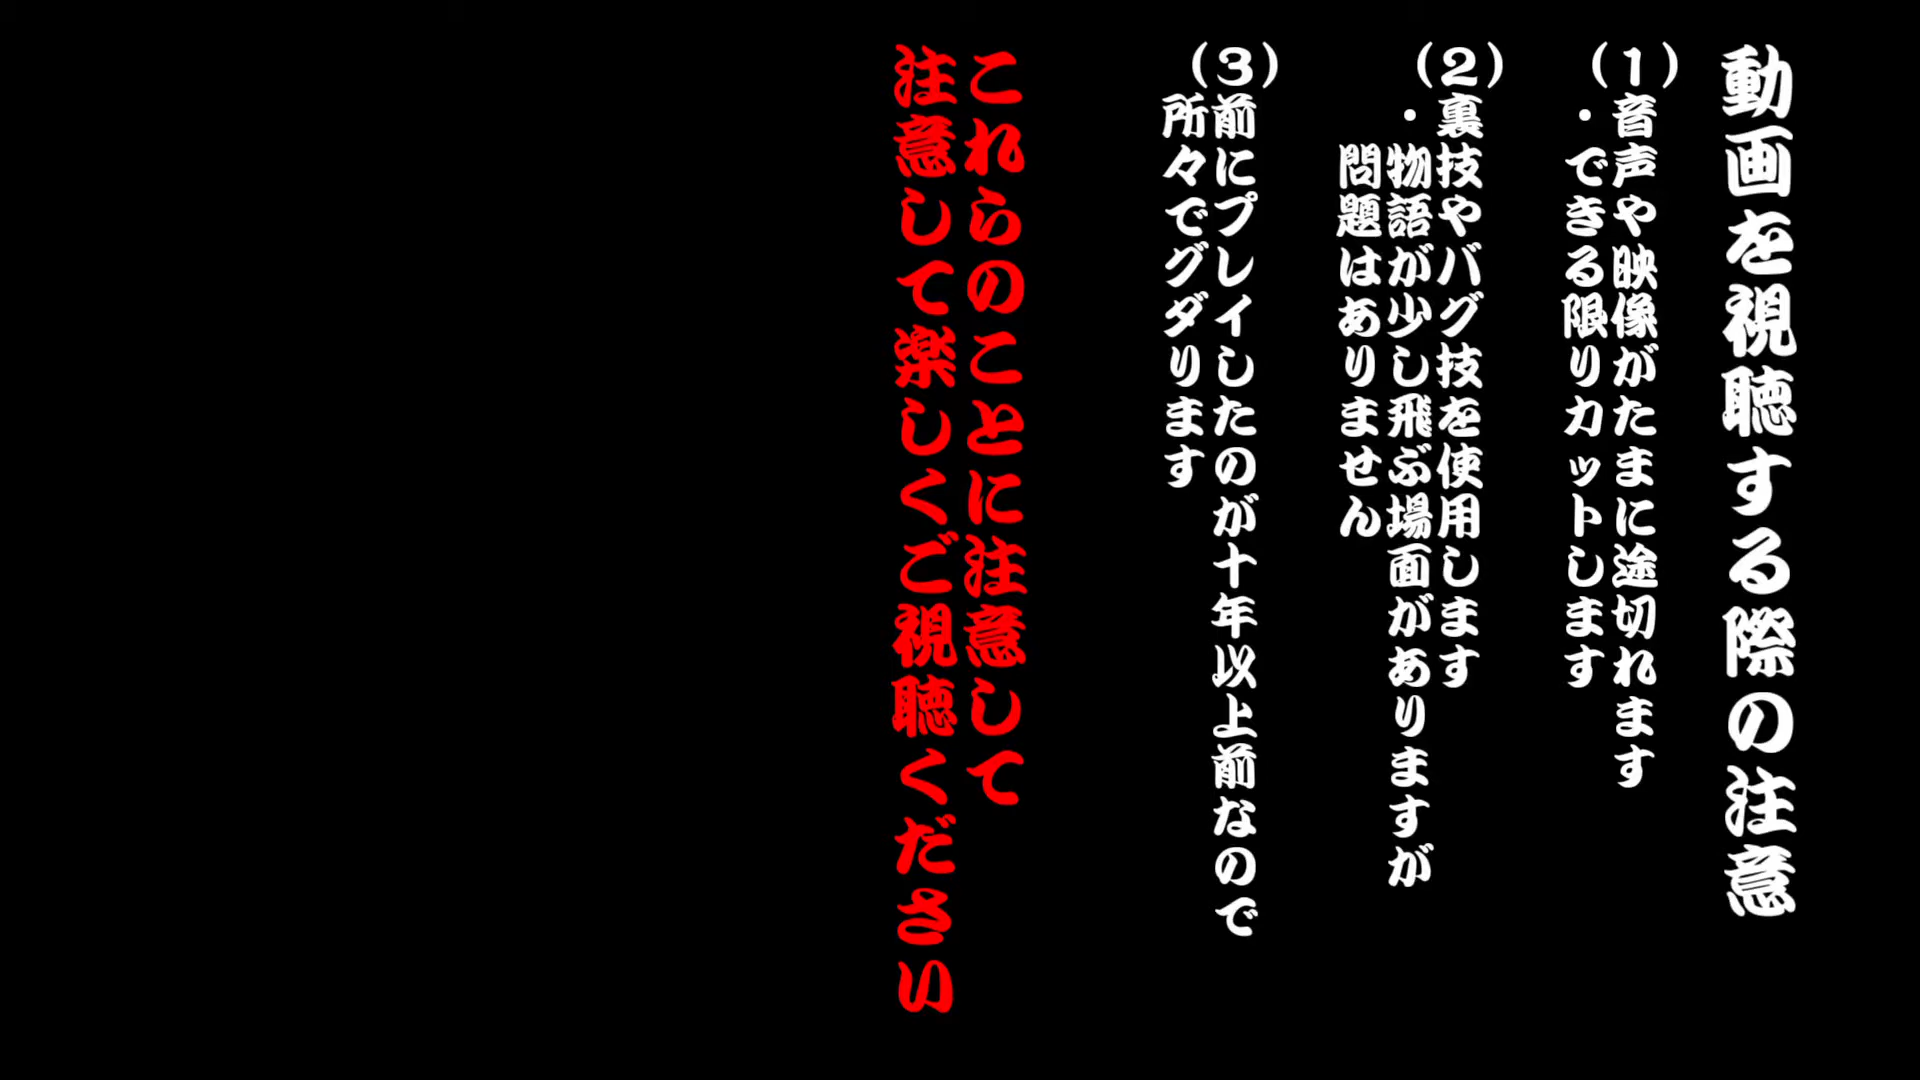 動画を視聴する際の注意
(1)音声や映像がたまに途切れます
・できる限りカットします
(2)裏技やバグ技を使用します
・物語が少し飛ぶ場面がありますが
問題はありません
(3)前にプレイしたのが十年以上前なので
所々でグダります
これらのことに注意して
注意して楽しくご視聴ください